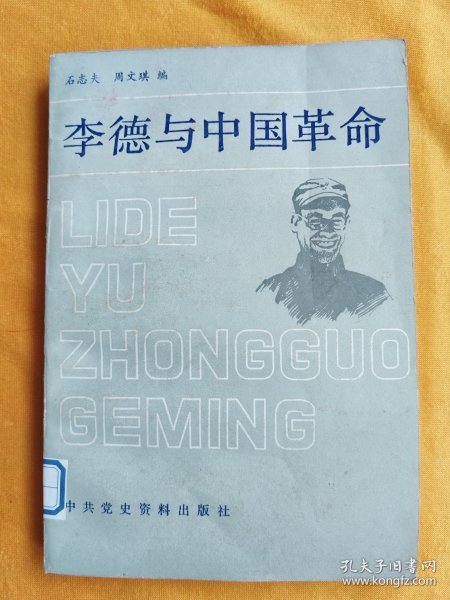 石志夫 周文琪 编
李德与中国革命
LIDE
YU
ZHONGGUO
GEMING
中共党史资料出版社
孔夫子旧书网
www.kongfz.com